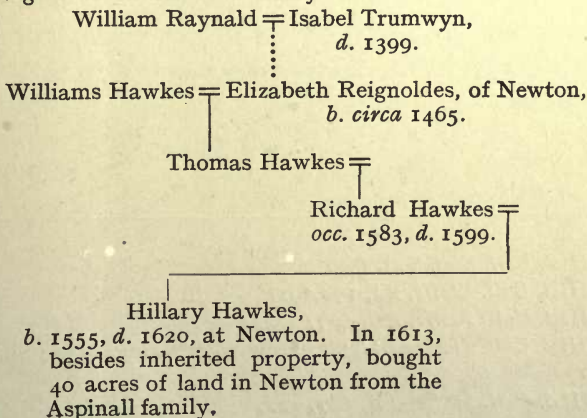 William Raynald = Isabel Trumwyn,
d. 1399.
Williams Hawkes = Elizabeth Reignoldes, of Newton,
b. circa 1465.
Thomas Hawkes =
Richard Hawkes =
occ. 1583, d. 1599.
Hillary Hawkes,
b. 1555, d. 1620, at Newton. In 1613,
besides inherited property, bought
40 acres of land in Newton from the
Aspinall family.